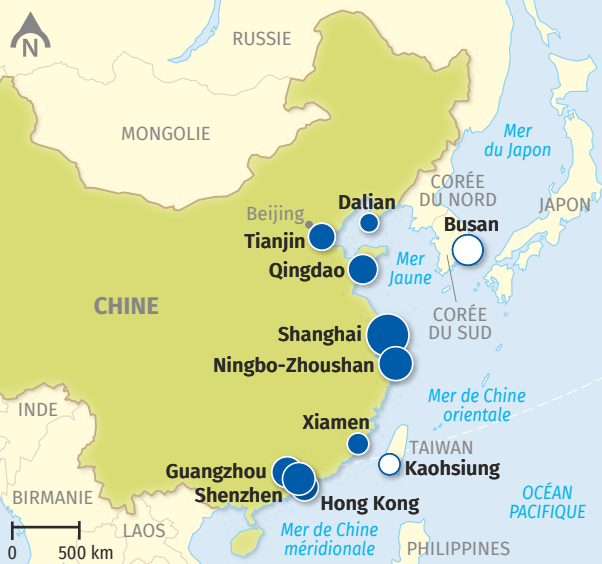 N
RUSSIE
MONGOLIE
Mer
du Japon
CORÉE
DU NORD
JAPON
Dalian
Beijing
Busan
Tianjin
Qingdao
Mer
Jaune
CHINE
CORÉE
DU SUD
Shanghai
Ningbo-Zhoushan
Mer de Chine
orientale
INDE
Xiamen
TAIWAN
Kaohsiung
Guangzhou
Shenzhen
Hong Kong
BIRMANIE
OCÉAN
PACIFIQUE
LAOS
Mer de Chine
méridionale
PHILIPPINES
0 500 km